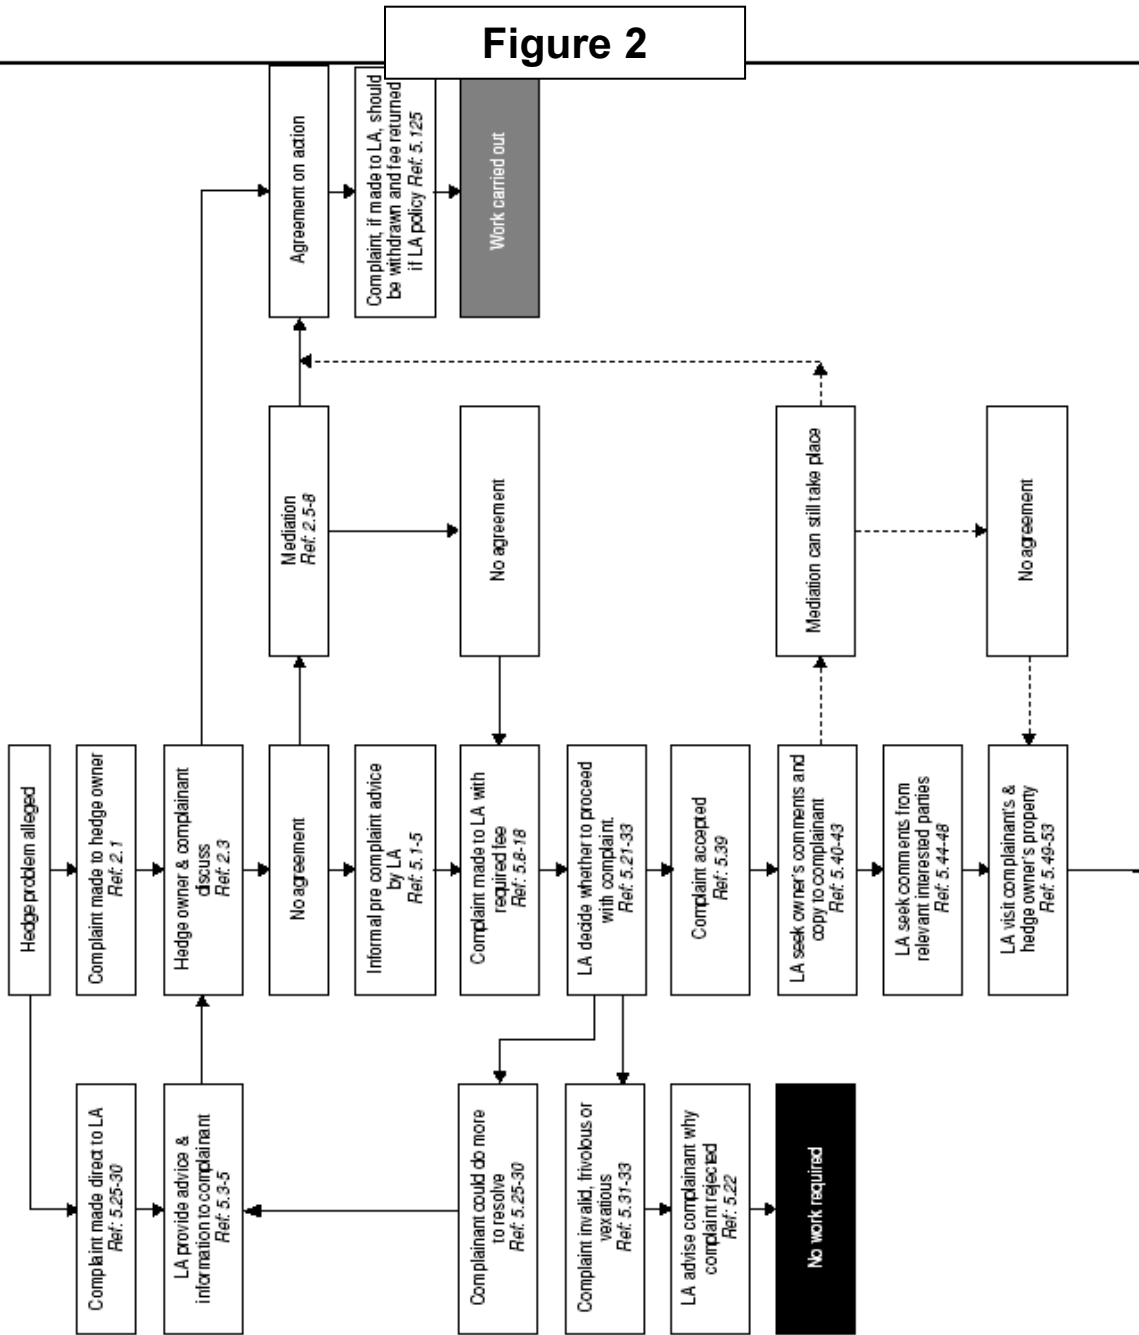 Figure 2
Hedge problem alleged
Complaint made to hedge owner
Ref: 2.1
Hedge owner & complainant
discuss
Ref: 2.3
No agreement
Informal pre complaint advice
by LA
Ref: 5.1-5
Complaint made to LA with
required fee
Ref: 5.8-18
LA decide whether to proceed
with complaint.
Ref: 5.21-33
Complaint accepted
Ref: 5.39
LA seek owner's comments and
copy to complainant
Ref: 5.40-43
LA seek comments from
relevant interested parties
Ref: 5.44-48
LA visit complainant's &
hedge owner's property
Ref: 5.49-53
Complaint made direct to LA
Ref: 5.25-30
LA provide advice &
information to complainant
Ref: 5.3-5
Complainant could do more
to resolve
Ref: 5.25-30
Complaint invalid, frivolous or
vexatious
Ref: 5.31-33
LA advise complainant why
complaint rejected
Ref: 5.22
No work required
Mediation
Ref: 2.5-8
No agreement
Mediation can still take place
No agreement
Agreement on action
Complaint, if made to LA, should
be withdrawn and fee returned
if LA policy Ref: 5.125
Work carried out